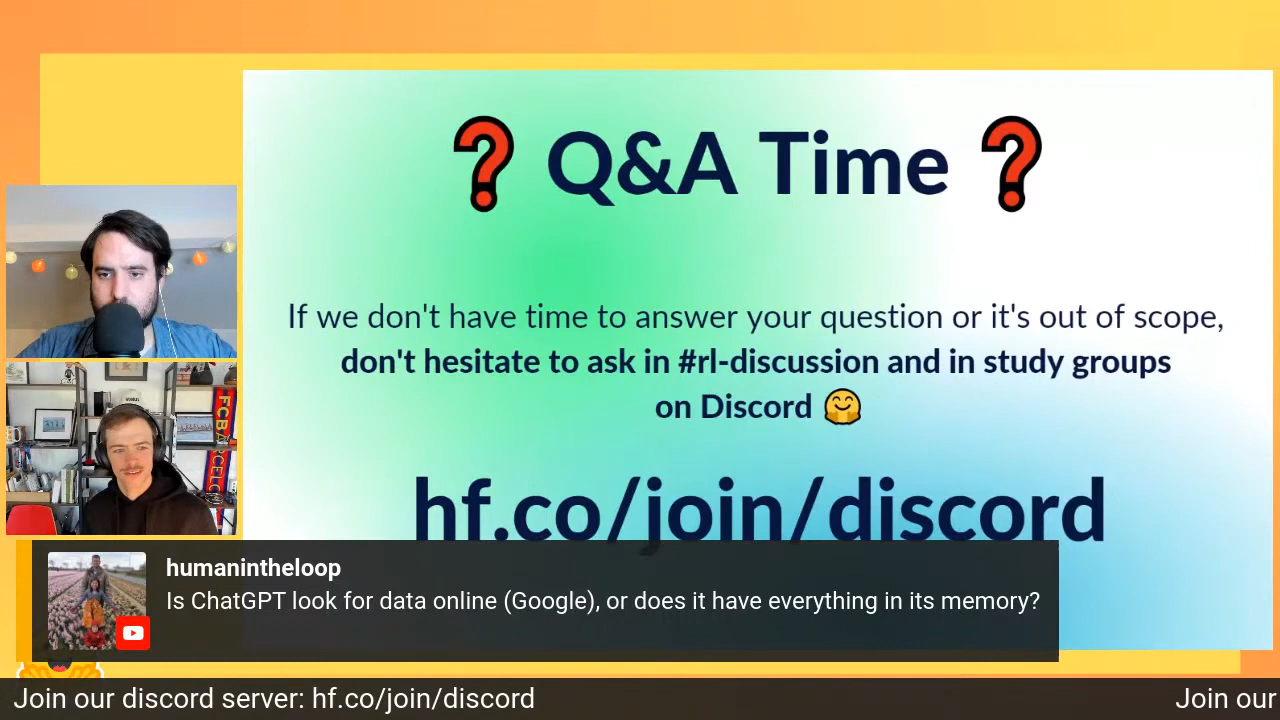 ❓ Q&A Time ❓
If we don't have time to answer your question or it's out of scope,
don't hesitate to ask in #rl-discussion and in study groups
on Discord 🤗
hf.co/join/discord
humanintheloop
Is ChatGPT look for data online (Google), or does it have everything in its memory?
Join our discord server: hf.co/join/discord
Join our